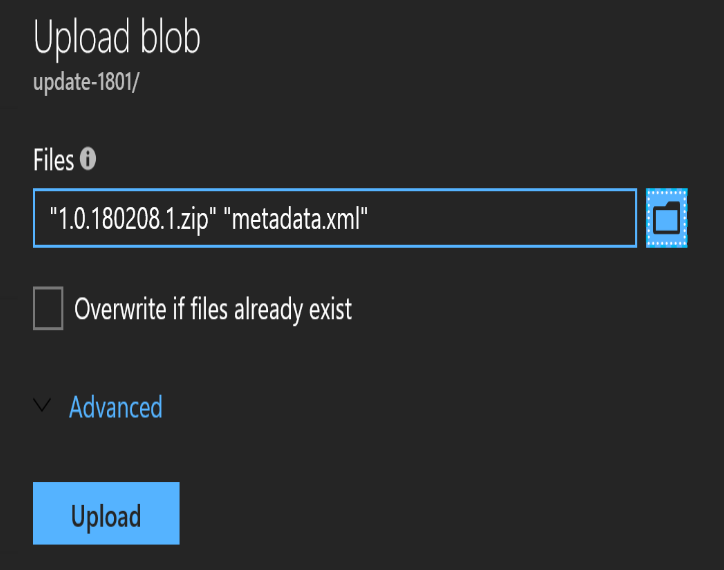 Upload blob
update-1801/
Files
"1.0.180208.1.zip" "metadata.xml"
Overwrite if files already exist
Advanced
Upload